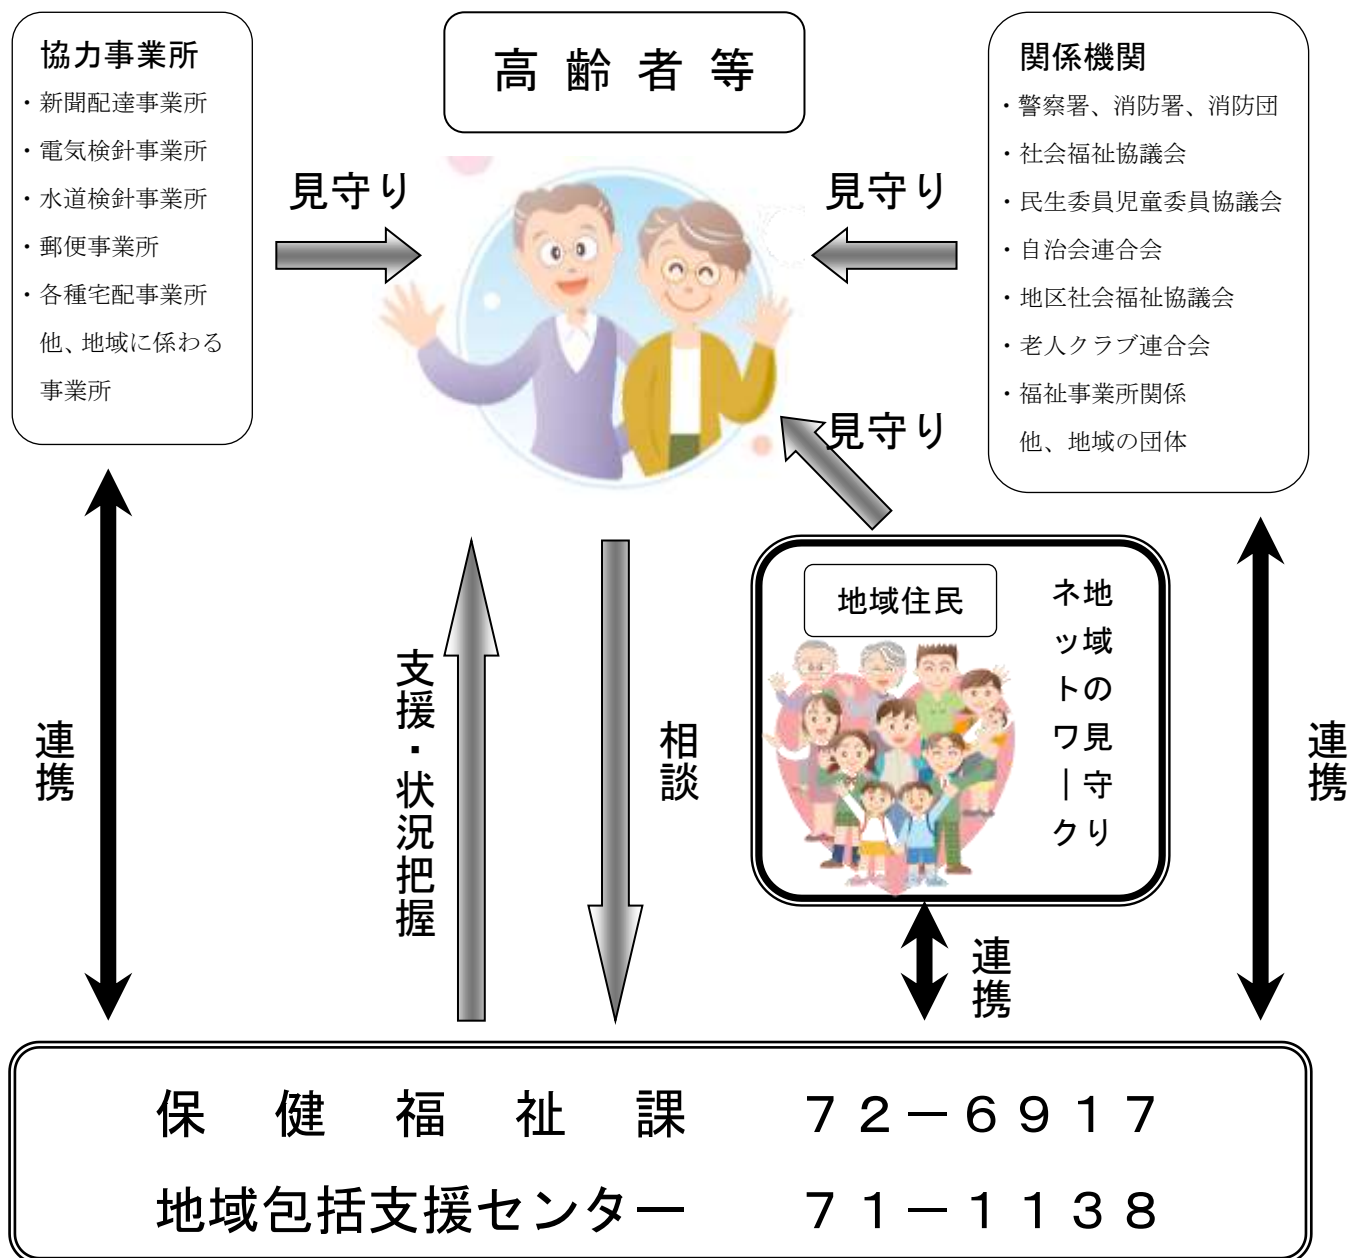 高齢者等
協力事業所
・新聞配達事業所
・電気検針事業所
・水道検針事業所
・郵便事業所
・各種宅配事業所
他、地域に係わる
事業所
見守り
見守り
関係機関
・警察署、消防署、消防団
・社会福祉協議会
・民生委員児童委員協議会
・自治会連合会
・地区社会福祉協議会
・老人クラブ連合会
・福祉事業所関係
他、地域の団体
見守り
地域住民
地域の見守り
ネットワーク
連携
支援・状況把握
相談
連携
連携
保健福祉課 72－6917
地域包括支援センター 71－1138